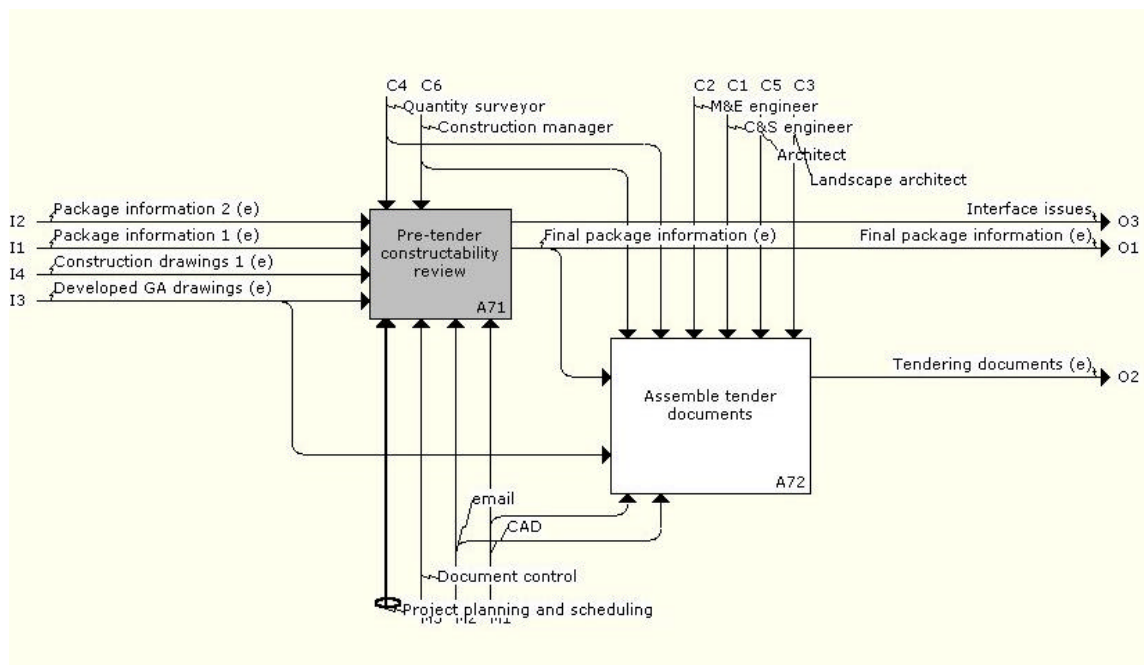 C4 C6 C2 C1 C5 C3
Quantity surveyor M&E engineer
Construction manager C&S engineer
Architect
Landscape architect
I2 Package information 2 (e) Interface issues O3
I1 Package information 1 (e) Pre-tender constructability review Final package information (e) Final package information (e) O1
I4 Construction drawings 1 (e)
I3 Developed GA drawings (e)
A71
Tendering documents (e) O2
Assemble tender
documents
A72
email
CAD
Document control
Project planning and scheduling
M3 M2 M1